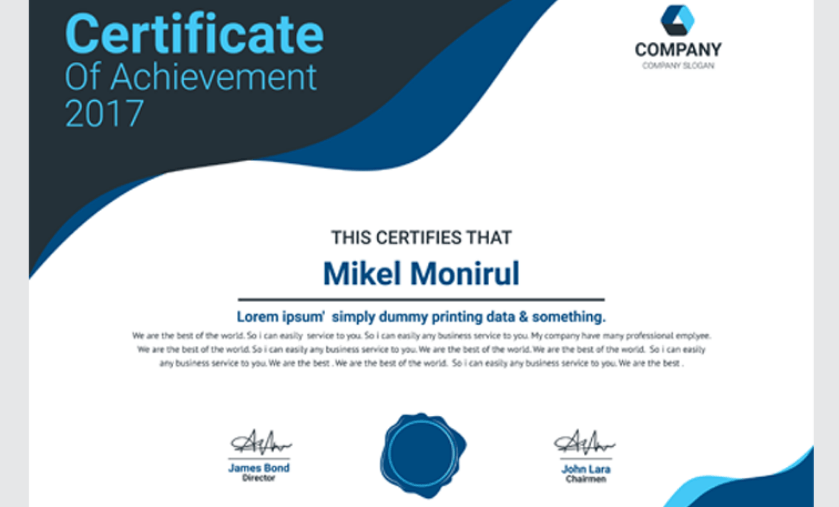 Certificate
Of Achievement
2017
COMPANY
COMPANY SLOGAN
THIS CERTIFIES THAT
Mikel Monirul
Lorem ipsum' simply dummy printing data & something.
We are the best of the world. So i can easily service to you. So i can easily any business service to you. My company have many professional emplyee.
We are the best of the world. So i can easily any business service to you. We are the best of the world. We are the best of the world. So i can easily
any business service to you. We are the best . We are the best of the world. So i can easily any business service to you. We are the best .
James Bond
Director
John Lara
Chairmen